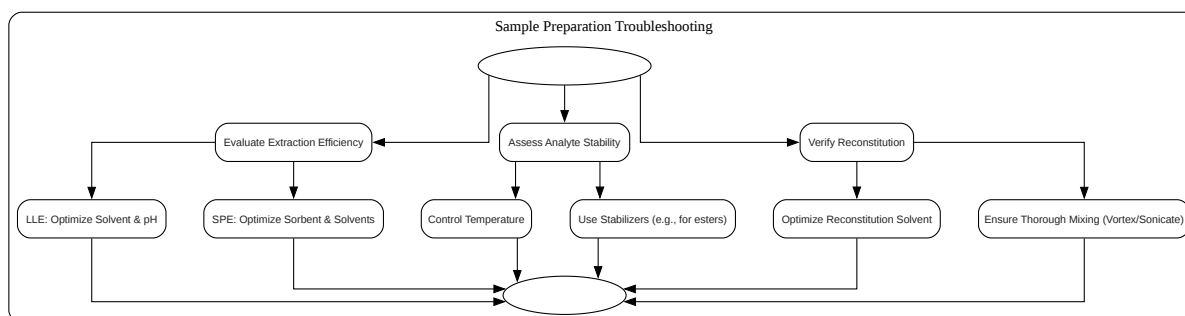 Sample Preparation Troubleshooting
Evaluate Extraction Efficiency
Assess Analyte Stability
Verify Reconstitution
LLE: Optimize Solvent & pH
SPE: Optimize Sorbent & Solvents
Control Temperature
Use Stabilizers (e.g., for esters)
Optimize Reconstitution Solvent
Ensure Thorough Mixing (Vortex/Sonicate)